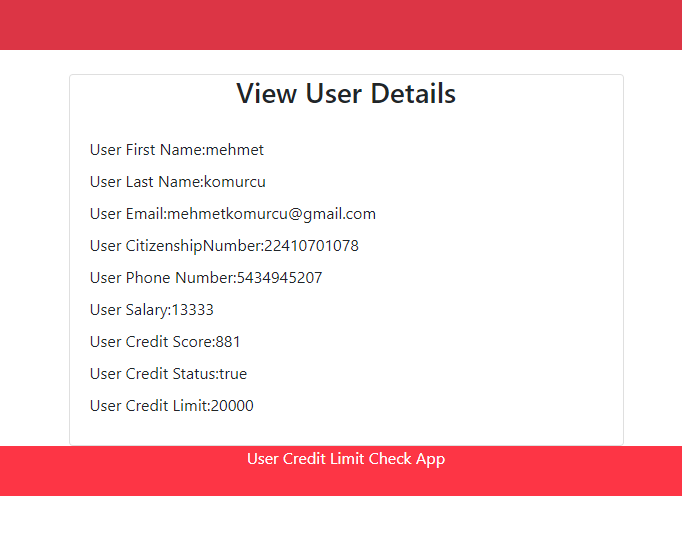 View User Details
User First Name:mehmet
User Last Name:komurcu
User Email:mehmetkomurcu@gmail.com
User CitizenshipNumber:22410701078
User Phone Number:5434945207
User Salary:13333
User Credit Score:881
User Credit Status:true
User Credit Limit:20000
User Credit Limit Check App